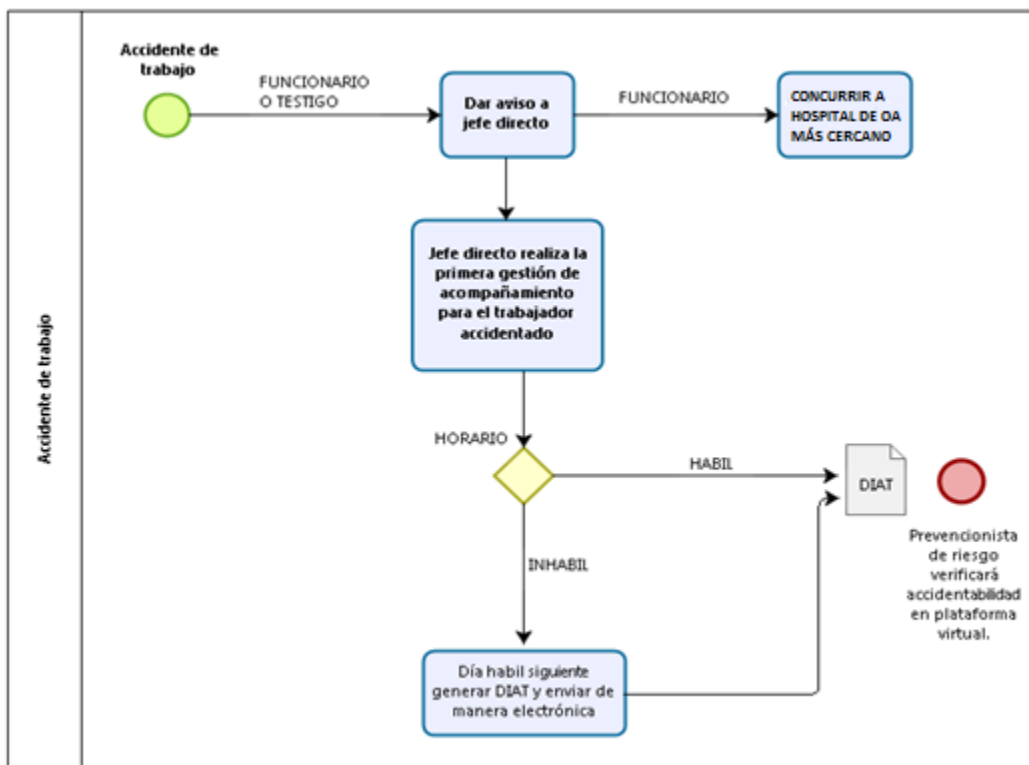 Accidente de trabajo
Accidente de
trabajo
FUNCIONARIO
O TESTIGO
Dar aviso a
jefe directo
FUNCIONARIO
CONCURRIR A
HOSPITAL DE OA
MÁS CERCANO
Jefe directo realiza la
primera gestión de
acompañamiento
para el trabajador
accidentado
HORARIO
HABIL
DIAT
Prevencionista
de riesgo
verificará
accidentabilidad
en plataforma
virtual.
INHABIL
Día habil siguiente
generar DIAT y enviar de
manera electrónica